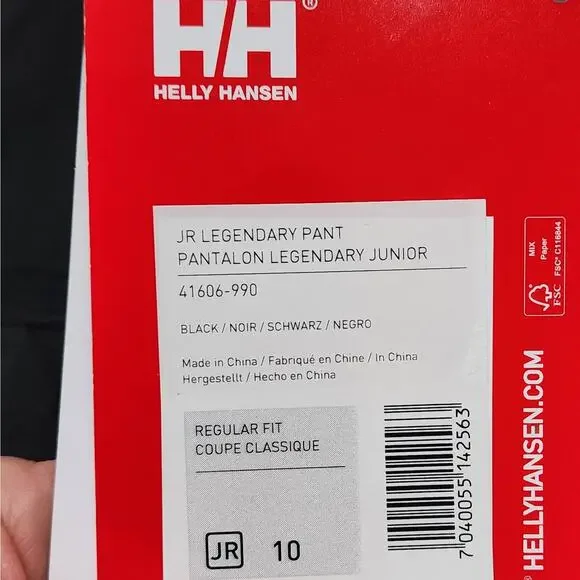 HH®
HELLY HANSEN
JR LEGENDARY PANT
PANTALON LEGENDARY JUNIOR
41606-990
BLACK / NOIR / SCHWARZ / NEGRO
Made in China / Fabriqué en Chine / In China
Hergestellt / Hecho en China
REGULAR FIT
COUPE CLASSIQUE
JR 10
7 040055 142563
MIX
Paper
FSC® C116844
FSC
® HELLYHANSEN.COM